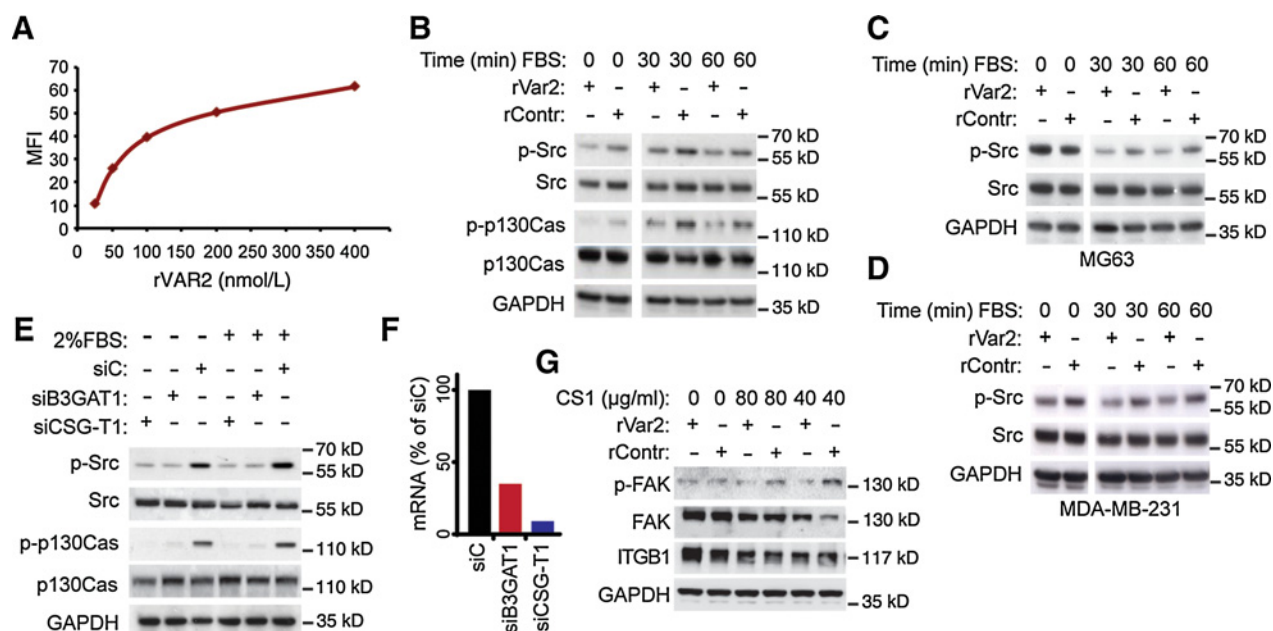 A
MFI
70
60
50
40
30
20
10
0
0 50 100 150 200 250 300 350 400
rVAR2 (nmol/L)
B
Time (min) FBS: 0 0 30 30 60 60
rVar2: + - + - + -
rContr: - + - + - +
p-Src
70 kD
55 kD
Src
55 kD
p-p130Cas
110 kD
p130Cas
110 kD
GAPDH
35 kD
C
Time (min) FBS: 0 0 30 30 60 60
rVar2: + - + - + -
rContr: - + - + - +
p-Src
70 kD
55 kD
Src
55 kD
GAPDH
35 kD
MG63
D
Time (min) FBS: 0 0 30 30 60 60
rVar2: + - + - + -
rContr: - + - + - +
p-Src
70 kD
55 kD
Src
55 kD
GAPDH
35 kD
MDA-MB-231
E
2%FBS: - - - + + +
siC: - - + - - +
siB3GAT1: - + - - + -
siCSG-T1: + - - + - -
p-Src
70 kD
55 kD
Src
55 kD
p-p130Cas
110 kD
p130Cas
110 kD
GAPDH
35 kD
F
mRNA (% of siC)
100
50
0
siC
siB3GAT1
siCSG-T1
G
CS1 (µg/ml): 0 0 80 80 40 40
rVar2: + - + - + -
rContr: - + - + - +
p-FAK
130 kD
FAK
130 kD
ITGB1
117 kD
GAPDH
35 kD